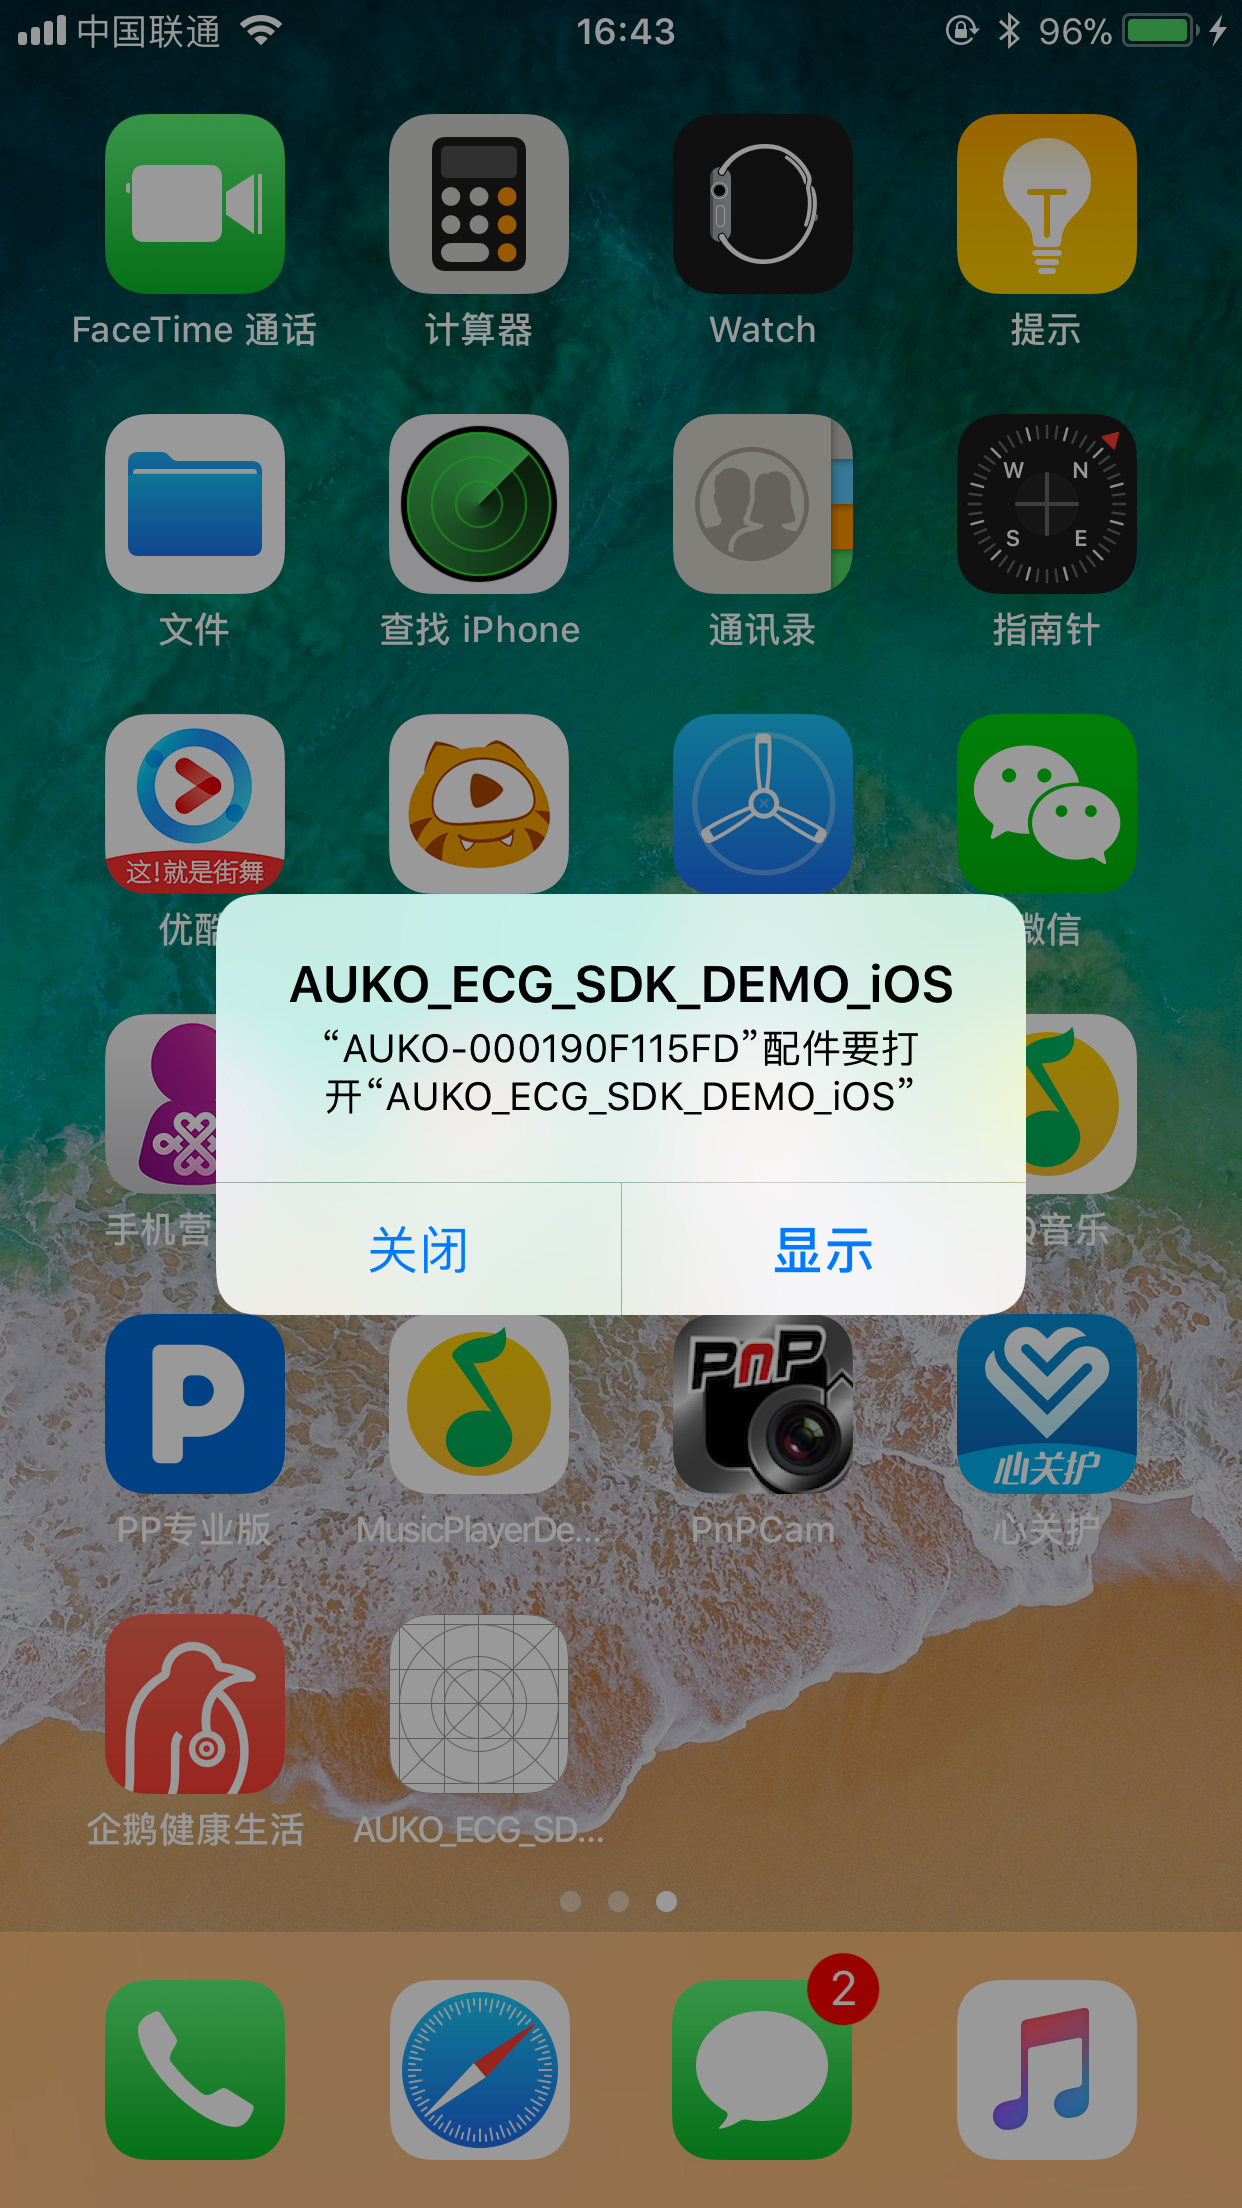 中国联通
16:43
96%
FaceTime 通话
计算器
Watch
提示
文件
查找 iPhone
通讯录
W
N
S
E
指南针
这!就是街舞
优酷
微信
AUKO_ECG_SDK_DEMO_iOS
“AUKO-000190F115FD”配件要打
开“AUKO_ECG_SDK_DEMO_iOS”
关闭
显示
手机营
Q音乐
P
PnP
心关护
PP专业版
MusicPlayerDe...
PnPCam
心关护
企鹅健康生活
AUKO_ECG_SD...
2